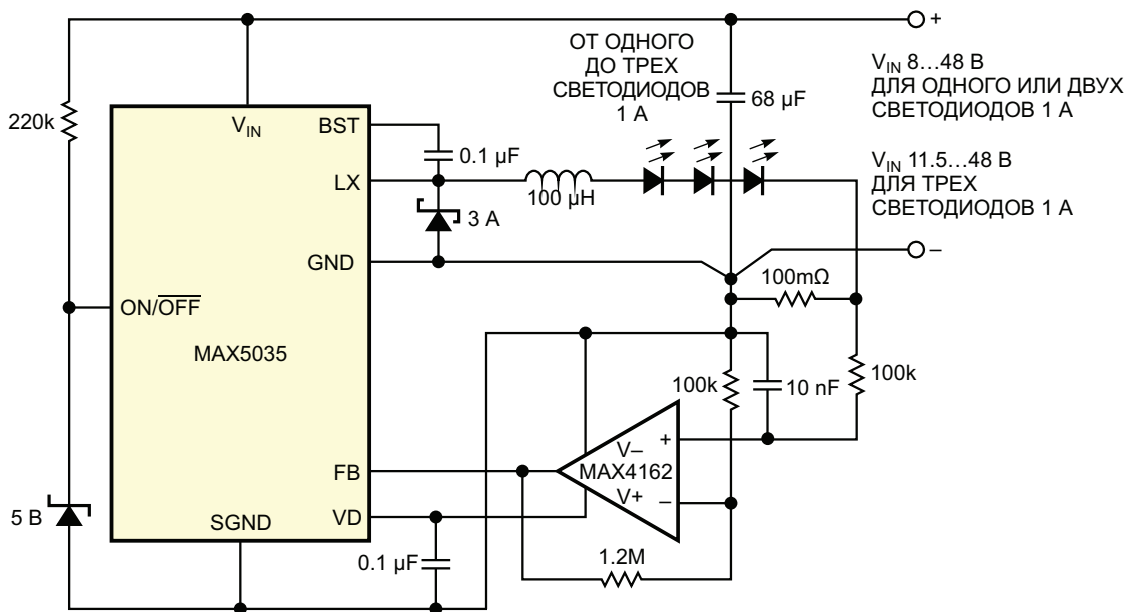 ОТ ОДНОГО
ДО ТРЕХ
СВЕТОДИОДОВ
1 А
+
V_IN 8...48 В
ДЛЯ ОДНОГО ИЛИ ДВУХ
СВЕТОДИОДОВ 1 А
V_IN 11.5...48 В
ДЛЯ ТРЕХ
СВЕТОДИОДОВ 1 А
–
68 µF
220k
V_IN
BST
0.1 µF
LX
100 µH
3 A
GND
100mΩ
ON/OFF
MAX5035
100k
10 nF
100k
+
V–
MAX4162
V+
–
FB
VD
SGND
5 В
0.1 µF
1.2M